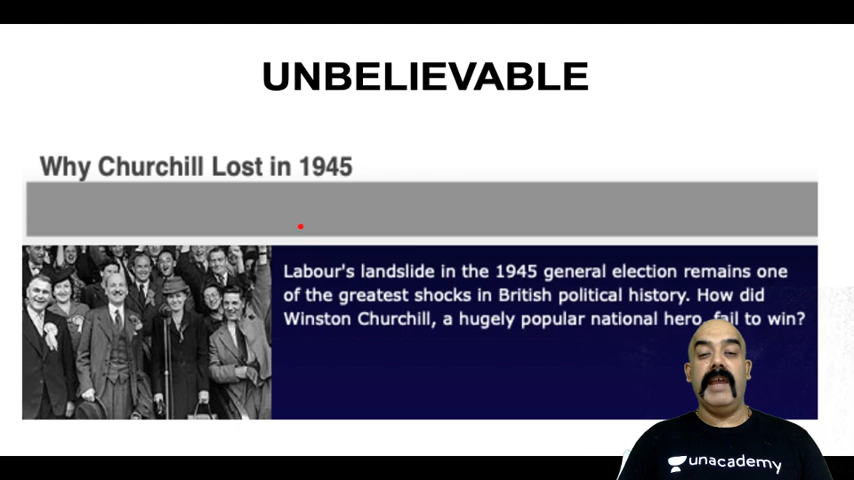 UNBELIEVABLE
Why Churchill Lost in 1945
Labour's landslide in the 1945 general election remains one
of the greatest shocks in British political history. How did
Winston Churchill, a hugely popular national hero, fail to win?
unacademy